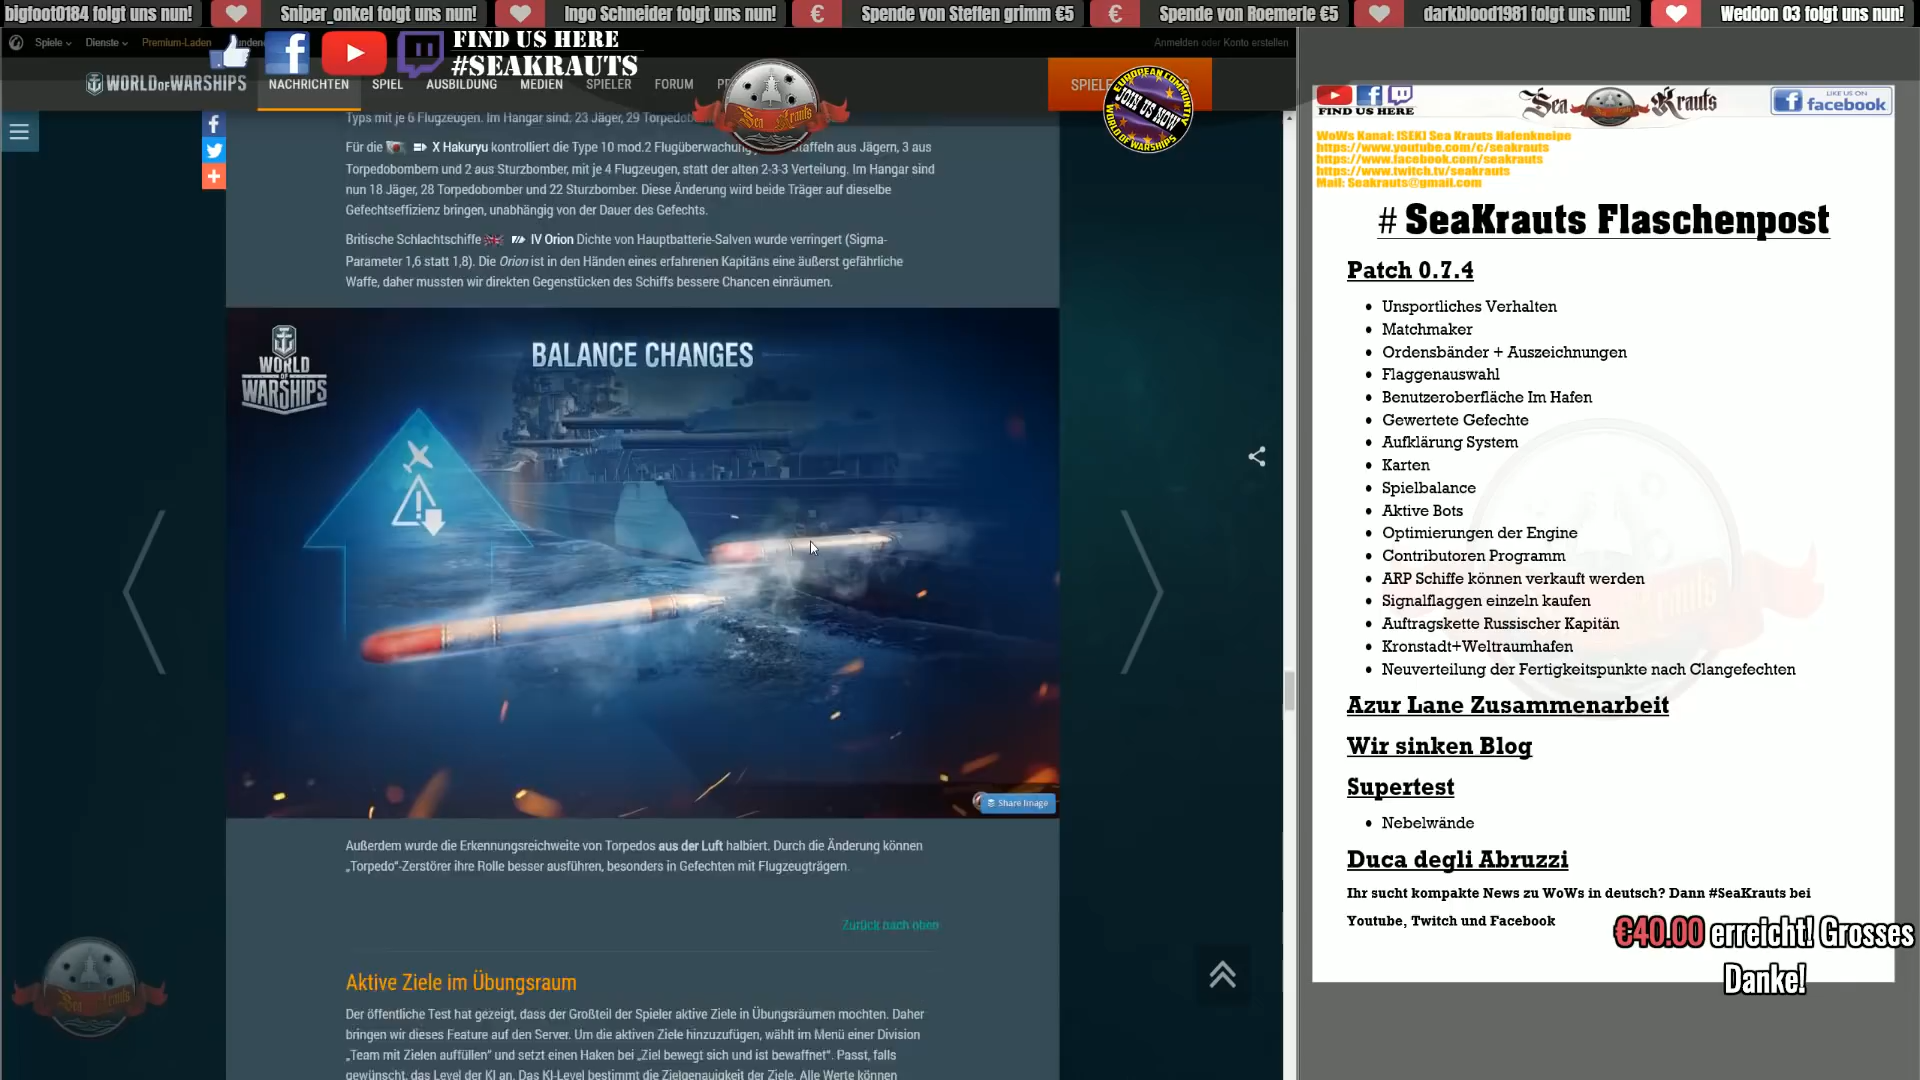 bigfoot0184 folgt uns nun!
Sniper_onkel folgt uns nun!
Ingo Schneider folgt uns nun!
Spende von Steffen grimm €5
Spende von Roemerle €5
darkblood1981 folgt uns nun!
Weddon 03 folgt uns nun!
Spiele
Dienste
Premium-Laden
Anmelden oder Konto erstellen
FIND US HERE
#SEAKRAUTS
WORLD OF WARSHIPS
NACHRICHTEN
SPIEL
AUSBILDUNG
MEDIEN
SPIELER
FORUM
EUROPEAN COMMUNITY
JOIN US NOW
WORLD OF WARSHIPS
Sea Krauts
Typs mit je 6 Flugzeugen. Im Hangar sind: 23 Jäger, 29
Für die X Hakuryu kontrolliert die Type 10 mod.2 Flugüberwachung aus Jägern, 3 aus
Torpedobombern und 2 aus Sturzbomber, mit je 4 Flugzeugen, statt der alten 2-3-3 Verteilung. Im Hangar sind
nun 18 Jäger, 28 Torpedobomber und 22 Sturzbomber. Diese Änderung wird beide Träger auf dieselbe
Gefechtseffizienz bringen, unabhängig von der Dauer des Gefechts.
Britische Schlachtschiffe IV Orion Dichte von Hauptbatterie-Salven wurde verringert (Sigma-
Parameter 1,6 statt 1,8). Die Orion ist in den Händen eines erfahrenen Kapitäns eine äußerst gefährliche
Waffe, daher mussten wir direkten Gegenstücken des Schiffs bessere Chancen einräumen.
WORLD OF WARSHIPS
BALANCE CHANGES
Share Image
Außerdem wurde die Erkennungsreichweite von Torpedos aus der Luft halbiert. Durch die Änderung können
„Torpedo“-Zerstörer ihre Rolle besser ausführen, besonders in Gefechten mit Flugzeugträgern.
Zurück nach oben
Aktive Ziele im Übungsraum
Der öffentliche Test hat gezeigt, dass der Großteil der Spieler aktive Ziele in Übungsräumen mochten. Daher
bringen wir dieses Feature auf den Server. Um die aktiven Ziele hinzuzufügen, wählt im Menü einer Division
„Team mit Zielen auffüllen“ und setzt einen Haken bei „Ziel bewegt sich und ist bewaffnet“. Passt, falls
gewünscht, das Level der KI an. Das KI-Level bestimmt die Zielgenauigkeit der Ziele. Alle Werte können
FIND US HERE
Sea Krauts
LIKE US ON
facebook
WoWs Kanal: [SEK] Sea Krauts Hafenkneipe
https://www.youtube.com/c/seakrauts
https://www.facebook.com/seakrauts
https://www.twitch.tv/seakrauts
Mail: Seakrauts@gmail.com
# SeaKrauts Flaschenpost
Patch 0.7.4
• Unsportliches Verhalten
• Matchmaker
• Ordensbänder + Auszeichnungen
• Flaggenauswahl
• Benutzeroberfläche Im Hafen
• Gewertete Gefechte
• Aufklärung System
• Karten
• Spielbalance
• Aktive Bots
• Optimierungen der Engine
• Contributoren Programm
• ARP Schiffe können verkauft werden
• Signalflaggen einzeln kaufen
• Auftragskette Russischer Kapitän
• Kronstadt+Weltraumhafen
• Neuverteilung der Fertigkeitspunkte nach Clangefechten
Azur Lane Zusammenarbeit
Wir sinken Blog
Supertest
• Nebelwände
Duca degli Abruzzi
Ihr sucht kompakte News zu WoWs in deutsch? Dann #SeaKrauts bei
Youtube, Twitch und Facebook
€40.00 erreicht! Grosses
Danke!